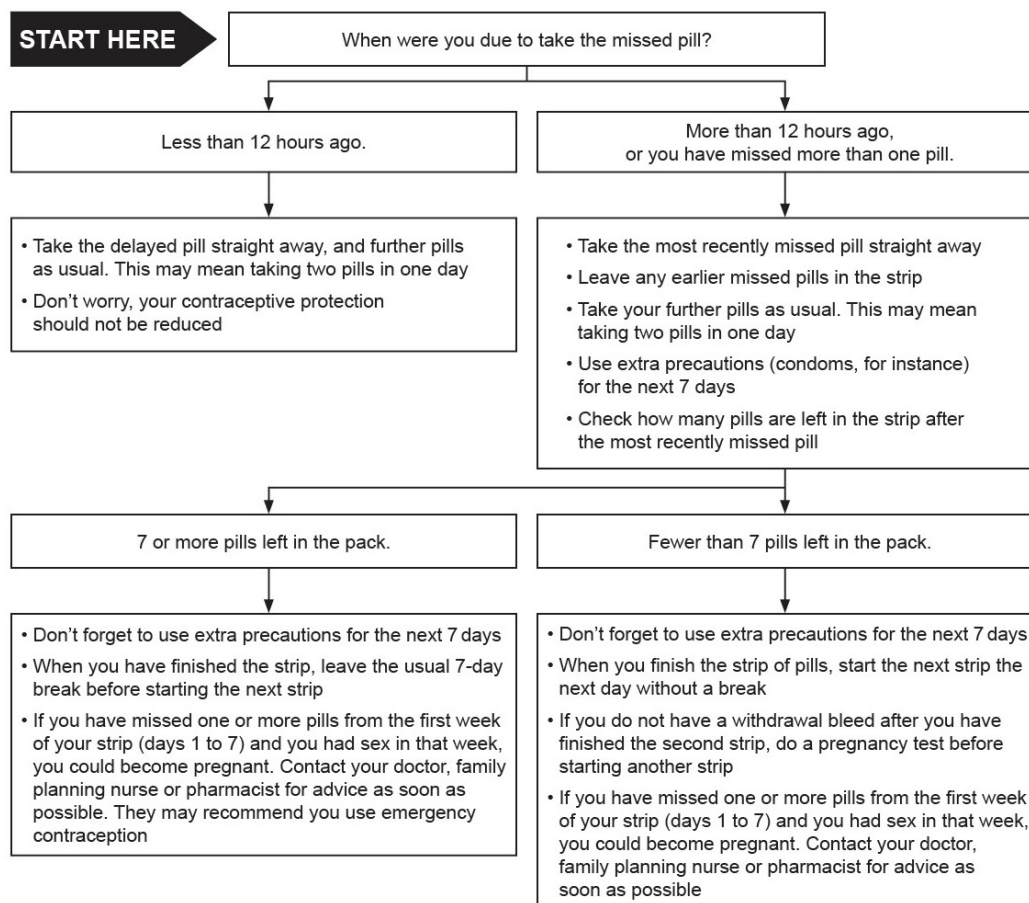 START HERE
When were you due to take the missed pill?
Less than 12 hours ago.
More than 12 hours ago,
or you have missed more than one pill.
• Take the delayed pill straight away, and further pills
as usual. This may mean taking two pills in one day
• Don’t worry, your contraceptive protection
should not be reduced
• Take the most recently missed pill straight away
• Leave any earlier missed pills in the strip
• Take your further pills as usual. This may mean
taking two pills in one day
• Use extra precautions (condoms, for instance)
for the next 7 days
• Check how many pills are left in the strip after
the most recently missed pill
7 or more pills left in the pack.
Fewer than 7 pills left in the pack.
• Don’t forget to use extra precautions for the next 7 days
• When you have finished the strip, leave the usual 7-day
break before starting the next strip
• If you have missed one or more pills from the first week
of your strip (days 1 to 7) and you had sex in that week,
you could become pregnant. Contact your doctor, family
planning nurse or pharmacist for advice as soon as
possible. They may recommend you use emergency
contraception
• Don’t forget to use extra precautions for the next 7 days
• When you finish the strip of pills, start the next strip the
next day without a break
• If you do not have a withdrawal bleed after you have
finished the second strip, do a pregnancy test before
starting another strip
• If you have missed one or more pills from the first week
of your strip (days 1 to 7) and you had sex in that week,
you could become pregnant. Contact your doctor,
family planning nurse or pharmacist for advice as
soon as possible